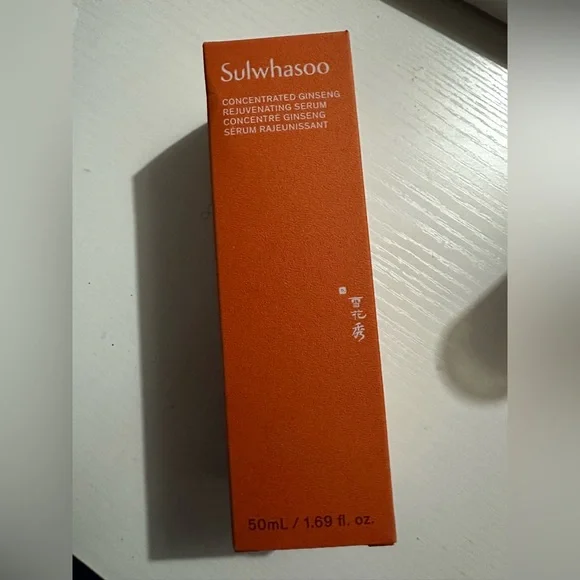 Sulwhasoo
CONCENTRATED GINSENG
REJUVENATING SERUM
CONCENTRÉ GINSENG
SÉRUM RAJEUNISSANT
雪花秀
50mL / 1.69 fl. oz.